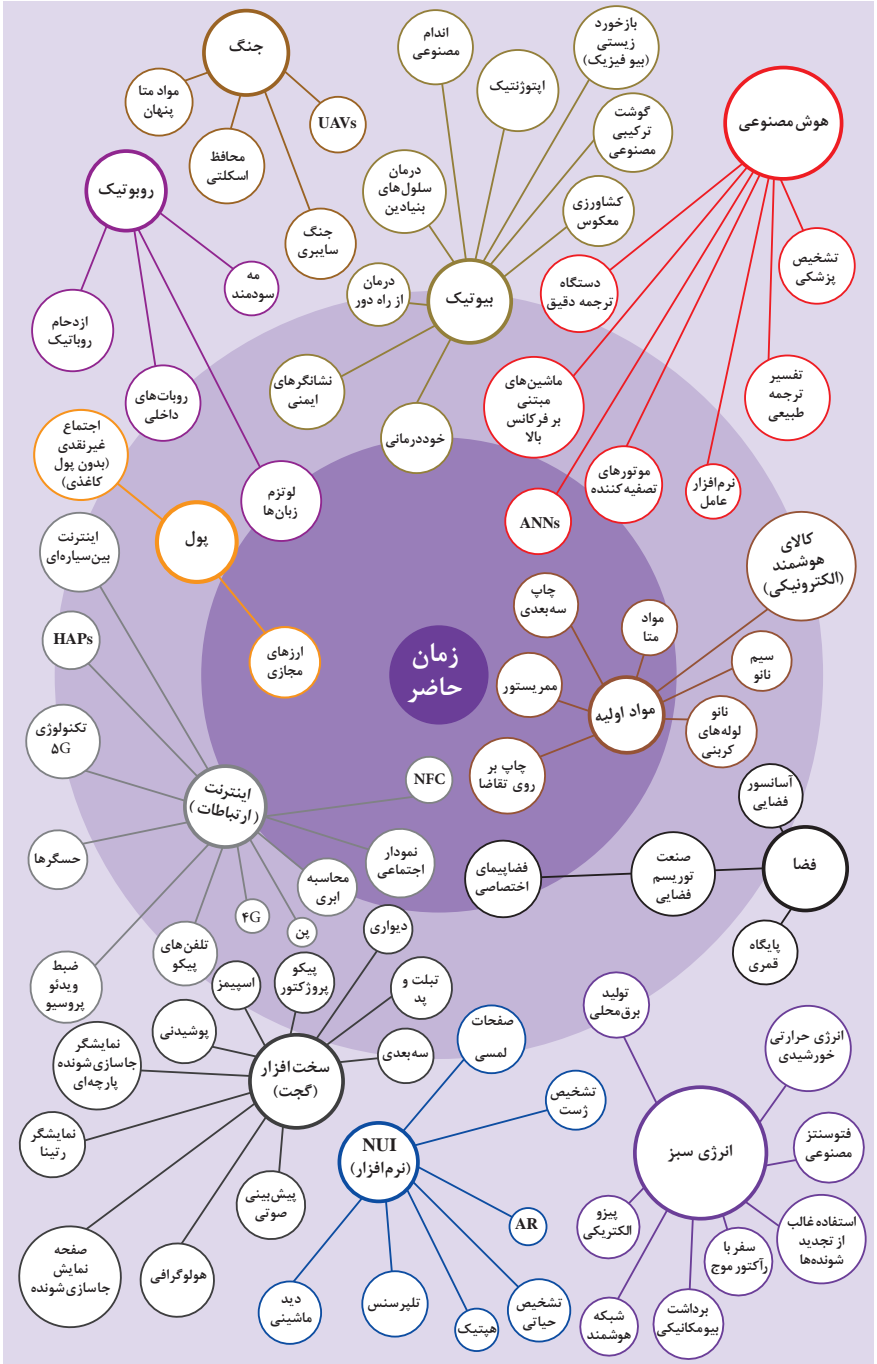 جنگ
مواد متا
پنهان
محافظ
اسکلتی
UAVs
جنگ
سایبری
روبوتیک
ازدحام
روباتیک
روبات‌های
داخلی
مه
سودمند
لوتزم
زبان‌ها
اندام
مصنوعی
اپتوژنتیک
بازخورد
زیستی
(بیو فیزیک)
گوشت
ترکیبی
مصنوعی
کشاورزی
معکوس
درمان
سلول‌های
بنیادین
درمان
از راه دور
بیوتیک
نشانگرهای
ایمنی
خوددرمانی
هوش مصنوعی
تشخیص
پزشکی
دستگاه
ترجمه دقیق
تفسیر
ترجمه
طبیعی
ماشین‌های
مبتنی
بر فرکانس
بالا
موتورهای
تصفیه‌کننده
نرم‌افزار
عامل
ANNs
اجتماع
غیرنقدی
(بدون پول
کاغذی)
پول
ارزهای
مجازی
زمان
حاضر
کالای
هوشمند
(الکترونیکی)
چاپ
سه‌بعدی
مواد
متا
سیم
نانو
ممریستور
مواد اولیه
نانو
لوله‌های
کربنی
چاپ بر
روی تقاضا
اینترنت
بین‌سیاره‌ای
HAPs
تکنولوژی
۵G
اینترنت
(ارتباطات)
NFC
حسگرها
نمودار
اجتماعی
محاسبه
ابری
۴G
پن
تلفن‌های
پیکو
ضبط
ویدئو
پروسیو
آسانسور
فضایی
فضا
صنعت
توریسم
فضایی
فضاپیمای
اختصاصی
پایگاه
قمری
دیواری
پیکو
پروژکتور
اسپیمز
تبلت و
پد
پوشیدنی
سه‌بعدی
نمایشگر
جاسازی‌شونده
پارچه‌ای
سخت‌افزار
(گجت)
نمایشگر
رتینا
پیش‌بینی
صوتی
هولوگرافی
صفحه
نمایش
جاسازی‌شونده
صفحات
لمسی
تشخیص
ژست
NUI
(نرم‌افزار)
AR
تشخیص
حیاتی
هپتیک
تلپرسنس
دید
ماشینی
تولید
برق‌محلی
انرژی حرارتی
خورشیدی
انرژی سبز
فتوسنتز
مصنوعی
پیزو
الکتریکی
استفاده غالب
از تجدید
شونده‌ها
سفر با
رآکتور موج
برداشت
بیومکانیکی
شبکه
هوشمند